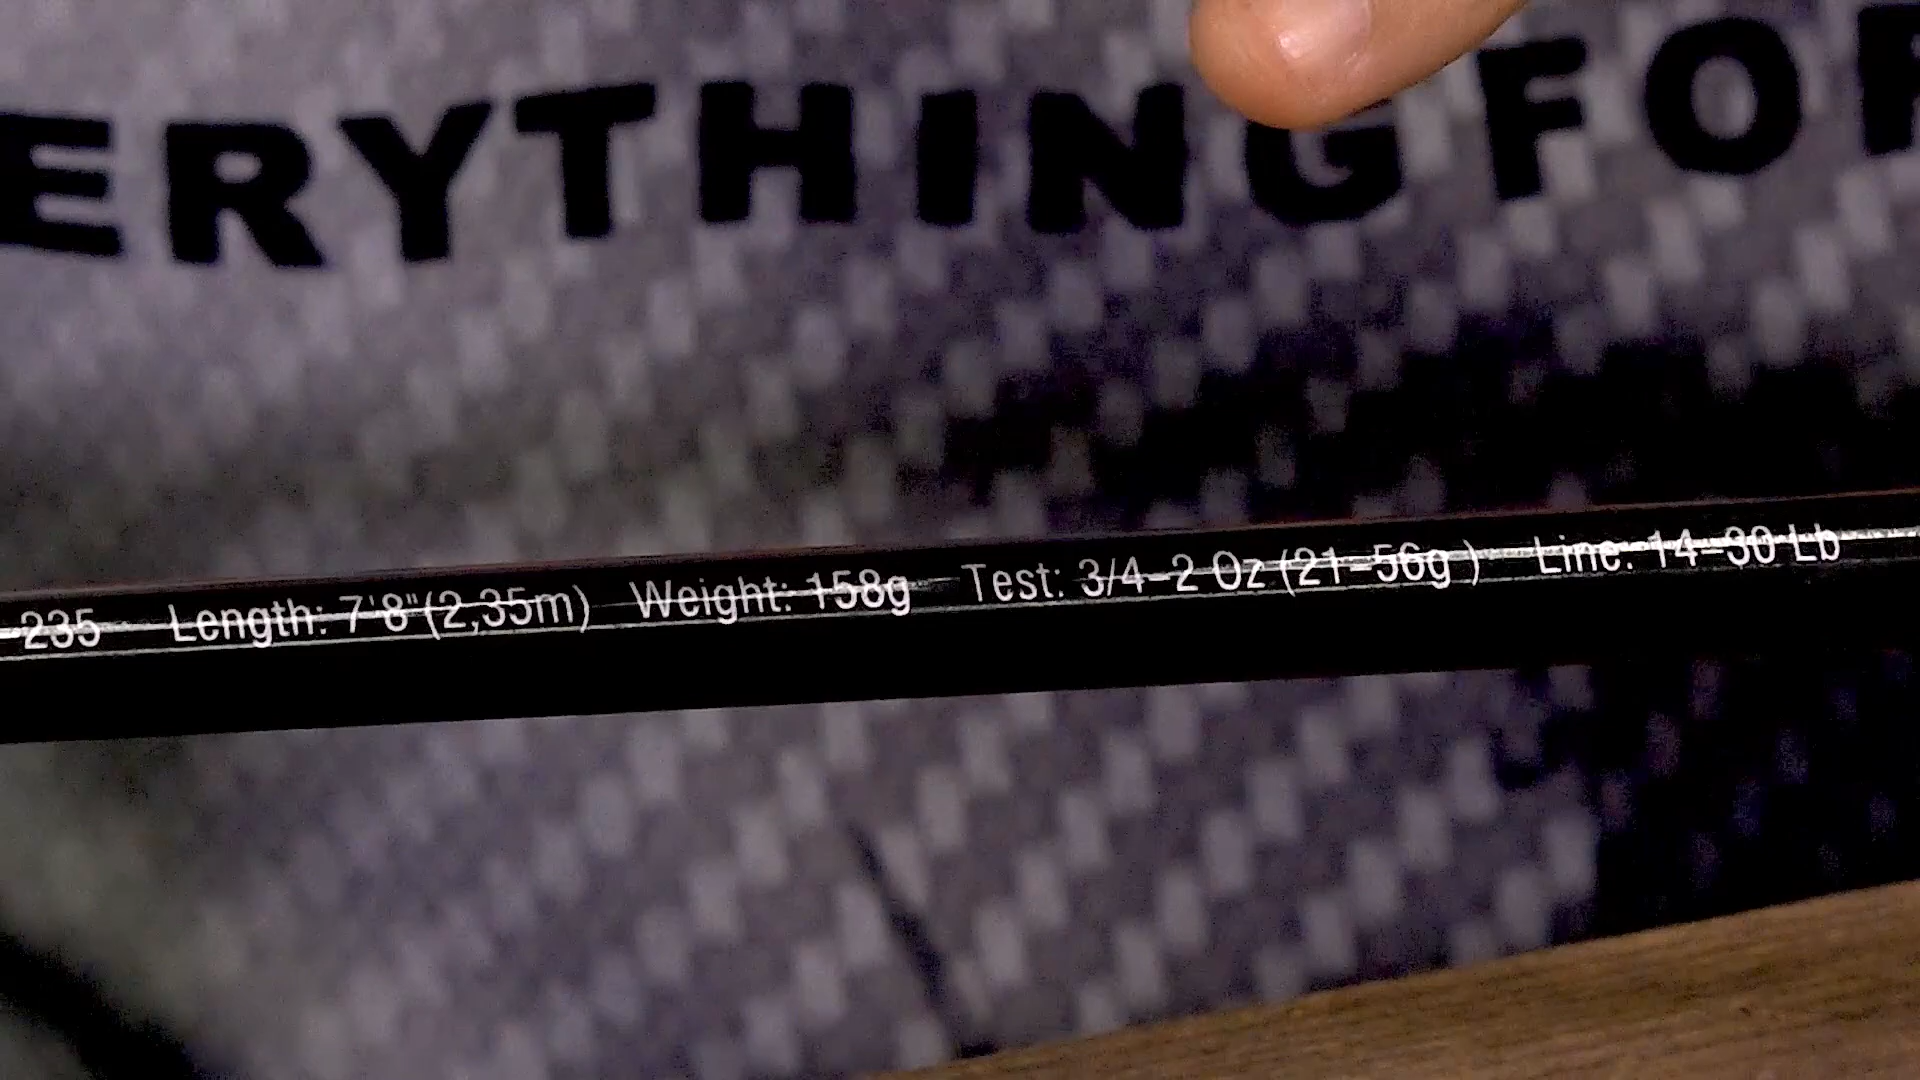 ERYTHING FOR
-235 Length: 7'8"(2,35m) Weight: 158g Test: 3/4-2 Oz (21-56g ) Line: 14-30 Lb